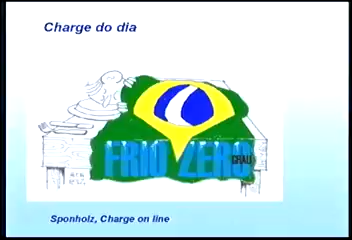 Charge do dia
FRIO ZERO
GRAU
Sponholz, Charge on line